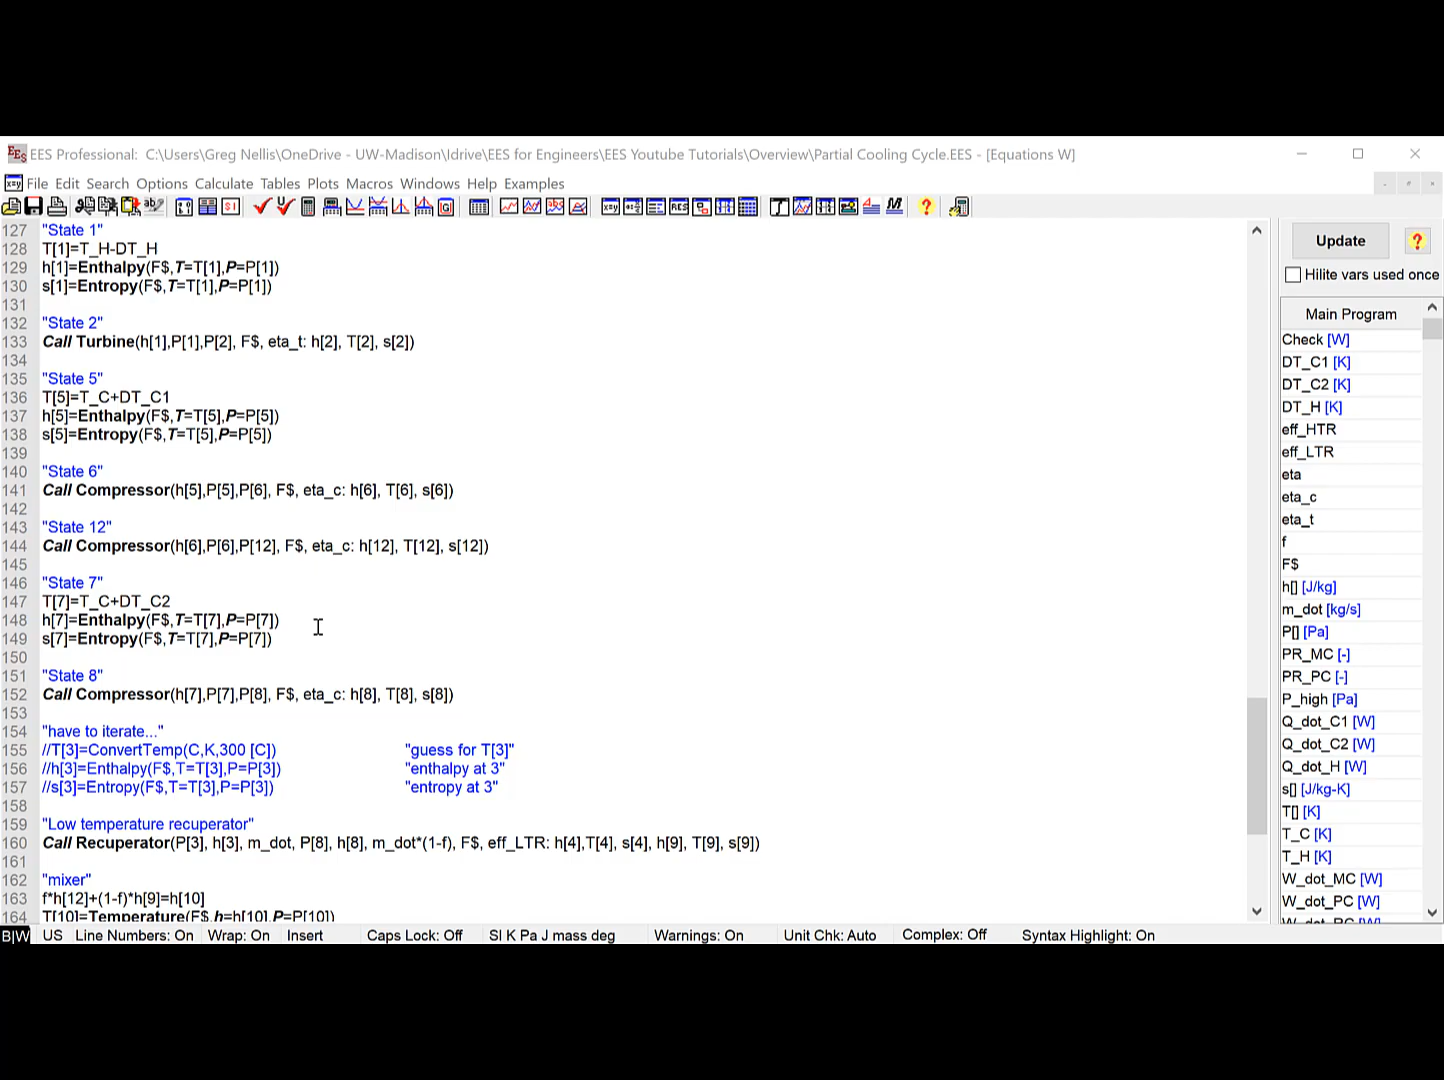 EES EES Professional: C:\Users\Greg Nellis\OneDrive - UW-Madison\Idrive\EES for Engineers\EES Youtube Tutorials\Overview\Partial Cooling Cycle.EES - [Equations W]
File Edit Search Options Calculate Tables Plots Macros Windows Help Examples
127 "State 1"
128 T[1]=T_H-DT_H
129 h[1]=Enthalpy(F$,T=T[1],P=P[1])
130 s[1]=Entropy(F$,T=T[1],P=P[1])
131
132 "State 2"
133 Call Turbine(h[1],P[1],P[2], F$, eta_t: h[2], T[2], s[2])
134
135 "State 5"
136 T[5]=T_C+DT_C1
137 h[5]=Enthalpy(F$,T=T[5],P=P[5])
138 s[5]=Entropy(F$,T=T[5],P=P[5])
139
140 "State 6"
141 Call Compressor(h[5],P[5],P[6], F$, eta_c: h[6], T[6], s[6])
142
143 "State 12"
144 Call Compressor(h[6],P[6],P[12], F$, eta_c: h[12], T[12], s[12])
145
146 "State 7"
147 T[7]=T_C+DT_C2
148 h[7]=Enthalpy(F$,T=T[7],P=P[7])
149 s[7]=Entropy(F$,T=T[7],P=P[7])
150
151 "State 8"
152 Call Compressor(h[7],P[7],P[8], F$, eta_c: h[8], T[8], s[8])
153
154 "have to iterate..."
155 //T[3]=ConvertTemp(C,K,300 [C]) "guess for T[3]"
156 //h[3]=Enthalpy(F$,T=T[3],P=P[3]) "enthalpy at 3"
157 //s[3]=Entropy(F$,T=T[3],P=P[3]) "entropy at 3"
158
159 "Low temperature recuperator"
160 Call Recuperator(P[3], h[3], m_dot, P[8], h[8], m_dot*(1-f), F$, eff_LTR: h[4],T[4], s[4], h[9], T[9], s[9])
161
162 "mixer"
163 f*h[12]+(1-f)*h[9]=h[10]
164 T[10]=Temperature(F$,h=h[10],P=P[10])
Update
Hilite vars used once
Main Program
Check [W]
DT_C1 [K]
DT_C2 [K]
DT_H [K]
eff_HTR
eff_LTR
eta
eta_c
eta_t
f
F$
h[] [J/kg]
m_dot [kg/s]
P[] [Pa]
PR_MC [-]
PR_PC [-]
P_high [Pa]
Q_dot_C1 [W]
Q_dot_C2 [W]
Q_dot_H [W]
s[] [J/kg-K]
T[] [K]
T_C [K]
T_H [K]
W_dot_MC [W]
W_dot_PC [W]
W_dot_RC [W]
B|W US Line Numbers: On Wrap: On Insert Caps Lock: Off SI K Pa J mass deg Warnings: On Unit Chk: Auto Complex: Off Syntax Highlight: On